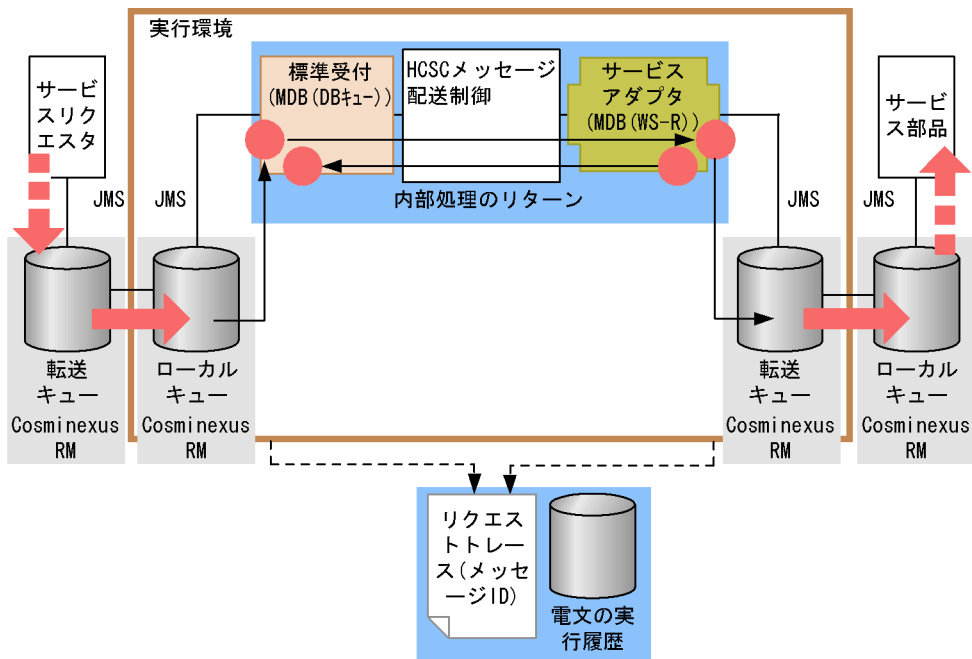 実行環境
サービ
スリク
エスタ
標準受付
(MDB(DBキュー))
HCSCメッセージ
配送制御
サービス
アダプタ
(MDB(WS-R))
サービ
ス部品
内部処理のリターン
JMS
JMS
JMS
JMS
転送
キュー
Cosminexus
RM
ローカル
キュー
Cosminexus
RM
転送
キュー
Cosminexus
RM
ローカル
キュー
Cosminexus
RM
リクエス
トトレー
ス(メッセ
ージID)
電文の実
行履歴